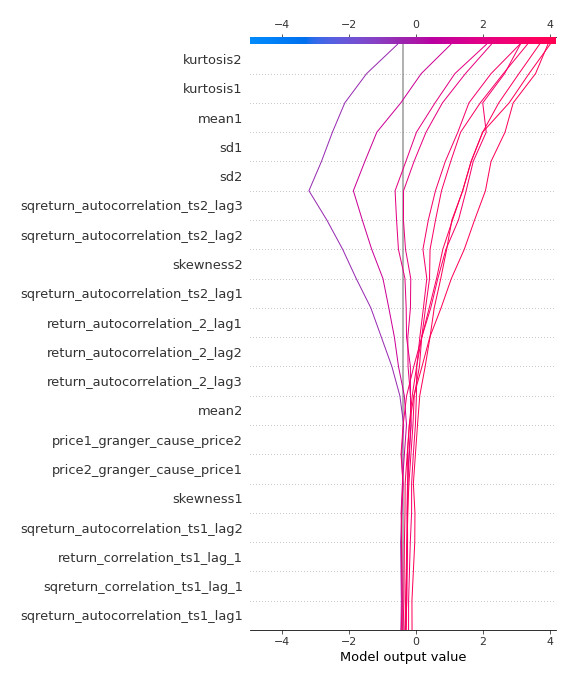 −4 −2 0 2 4
kurtosis2
kurtosis1
mean1
sd1
sd2
sqreturn_autocorrelation_ts2_lag3
sqreturn_autocorrelation_ts2_lag2
skewness2
sqreturn_autocorrelation_ts2_lag1
return_autocorrelation_2_lag1
return_autocorrelation_2_lag2
return_autocorrelation_2_lag3
mean2
price1_granger_cause_price2
price2_granger_cause_price1
skewness1
sqreturn_autocorrelation_ts1_lag2
return_correlation_ts1_lag_1
sqreturn_correlation_ts1_lag_1
sqreturn_autocorrelation_ts1_lag1
−4 −2 0 2 4
Model output value